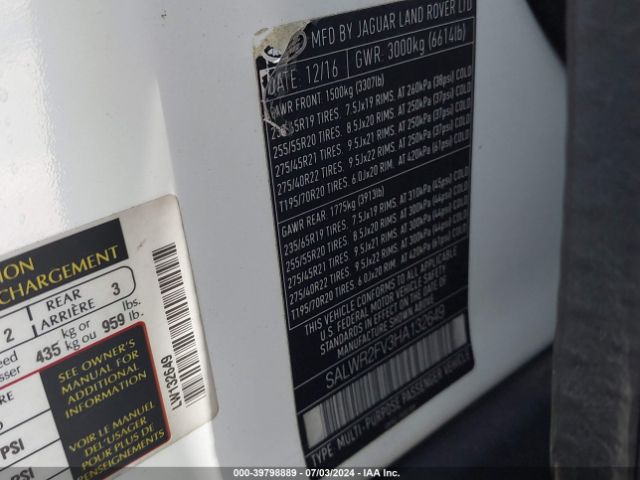 MFD BY JAGUAR LAND ROVER LTD
DATE: 12/16 GWR: 3000kg (6614lb)
GAWR FRONT 1500kg (3307lb)
235/65R19 TIRES. 7.5Jx19 RIMS. AT 260kPa (38psi) COLD
255/55R20 TIRES. 8.5Jx20 RIMS. AT 250kPa (37psi) COLD
275/45R21 TIRES. 9.5Jx21 RIMS. AT 250kPa (37psi) COLD
275/40R22 TIRES. 9.5Jx22 RIMS. AT 250kPa (37psi) COLD
T195/70R20 TIRES. 6.0Jx20 RIM. AT 420kPa (61psi) COLD
GAWR REAR 1775kg (3913lb)
235/65R19 TIRES. 7.5Jx19 RIMS. AT 310kPa (45psi) COLD
255/55R20 TIRES. 8.5Jx20 RIMS. AT 300kPa (44psi) COLD
275/45R21 TIRES. 9.5Jx21 RIMS. AT 300kPa (44psi) COLD
275/40R22 TIRES. 9.5Jx22 RIMS. AT 300kPa (44psi) COLD
T195/70R20 TIRES. 6.0Jx20 RIM. AT 420kPa (61psi) COLD
THIS VEHICLE CONFORMS TO ALL APPLICABLE
U.S. FEDERAL MOTOR VEHICLE SAFETY
STANDARDS IN EFFECT ON THE DATE OF
MANUFACTURE SHOWN ABOVE.
SALWR2FV3HA132649
TYPE MULTI-PURPOSE PASSENGER VEHICLE
CHARGEMENT
2 REAR 3
ARRIÈRE
435 kg or 959 lbs.
kg ou
SEE OWNER'S
MANUAL FOR
ADDITIONAL
INFORMATION
VOIR LE MANUEL
DE L'USAGER
POUR PLUS DE
RENSEIGNEMENTS
PSI
PSI
LW132649
000-39798889 - 07/03/2024 - IAA Inc.